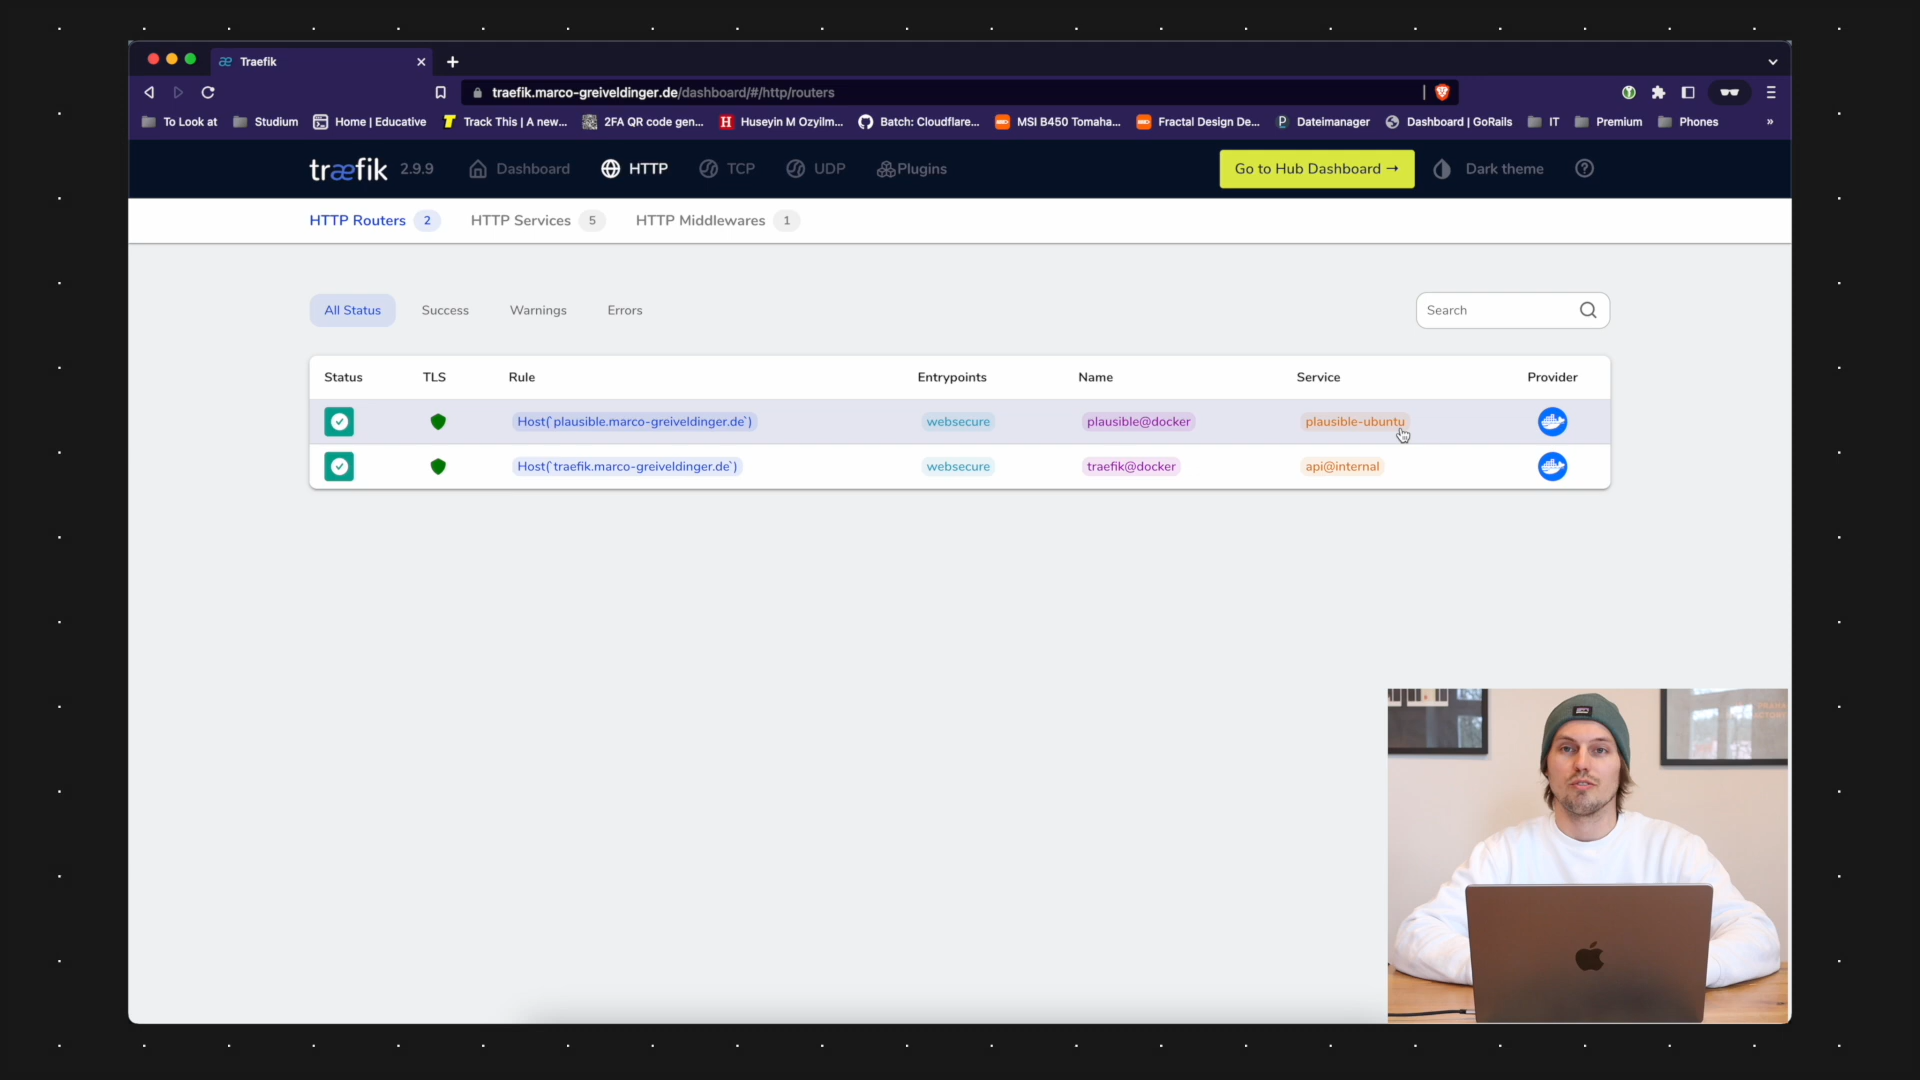 Traefik
traefik.marco-greiveldinger.de/dashboard/#/http/routers
To Look at Studium Home | Educative Track This | A new... 2FA QR code gen... Huseyin M Ozyilm... Batch: Cloudflare... MSI B450 Tomaha... Fractal Design De... Dateimanager Dashboard | GoRails IT Premium Phones »
træfik 2.9.9 Dashboard HTTP TCP UDP Plugins Go to Hub Dashboard → Dark theme
HTTP Routers 2 HTTP Services 5 HTTP Middlewares 1
All Status Success Warnings Errors Search
Status TLS Rule Entrypoints Name Service Provider
Host(`plausible.marco-greiveldinger.de`) websecure plausible@docker plausible-ubuntu
Host(`traefik.marco-greiveldinger.de`) websecure traefik@docker api@internal